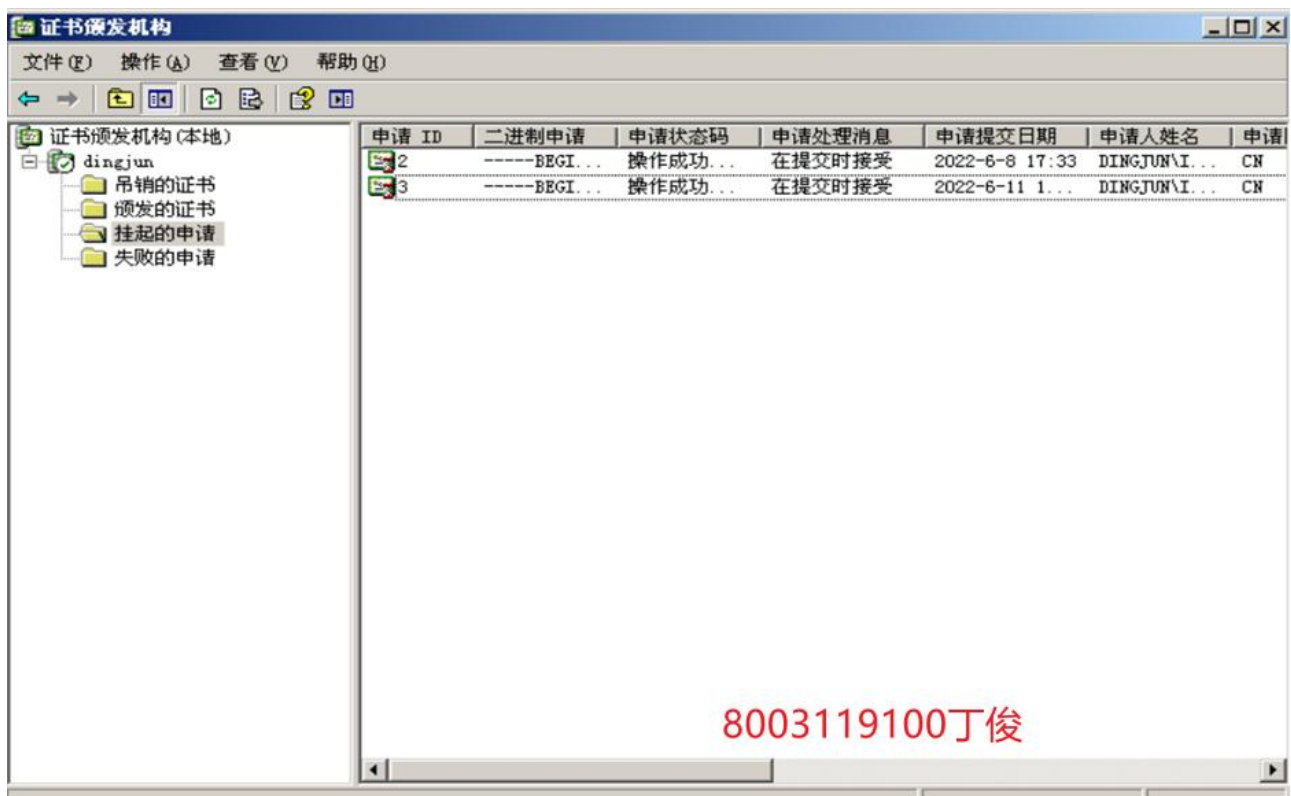 证书颁发机构
文件(F) 操作(A) 查看(V) 帮助(H)
证书颁发机构(本地)
dingjun
吊销的证书
颁发的证书
挂起的申请
失败的申请
申请 ID 二进制申请 申请状态码 申请处理消息 申请提交日期 申请人姓名 申请
2 -----BEGI... 操作成功... 在提交时接受 2022-6-8 17:33 DINGJUN\I... CN
3 -----BEGI... 操作成功... 在提交时接受 2022-6-11 1... DINGJUN\I... CN
8003119100丁俊